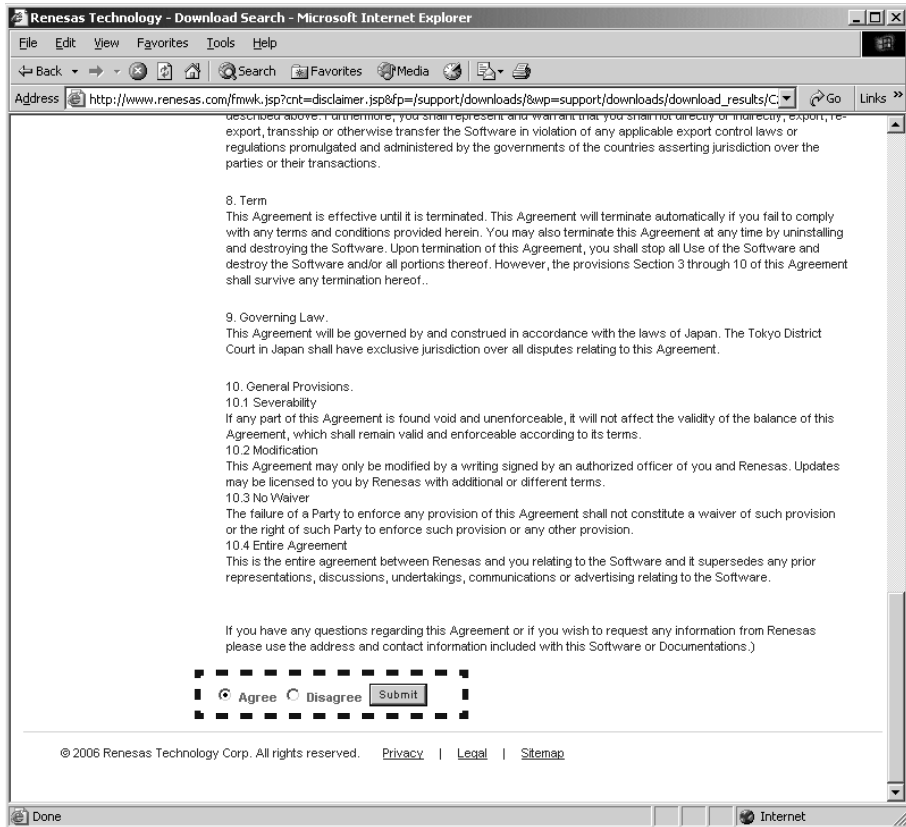 Renesas Technology - Download Search - Microsoft Internet Explorer
File Edit View Favorites Tools Help
Back Search Favorites Media
Address http://www.renesas.com/fmwk.jsp?cnt=disclaimer.jsp&fp=/support/downloads/&wp=support/downloads/download_results/C Go Links »
described above. Furthermore, you shall represent and warrant that you shall not directly or indirectly, export, re-
export, transship or otherwise transfer the Software in violation of any applicable export control laws or
regulations promulgated and administered by the governments of the countries asserting jurisdiction over the
parties or their transactions.
8. Term
This Agreement is effective until it is terminated. This Agreement will terminate automatically if you fail to comply
with any terms and conditions provided herein. You may also terminate this Agreement at any time by uninstalling
and destroying the Software. Upon termination of this Agreement, you shall stop all Use of the Software and
destroy the Software and/or all portions thereof. However, the provisions Section 3 through 10 of this Agreement
shall survive any termination hereof..
9. Governing Law.
This Agreement will be governed by and construed in accordance with the laws of Japan. The Tokyo District
Court in Japan shall have exclusive jurisdiction over all disputes relating to this Agreement.
10. General Provisions.
10.1 Severability
If any part of this Agreement is found void and unenforceable, it will not affect the validity of the balance of this
Agreement, which shall remain valid and enforceable according to its terms.
10.2 Modification
This Agreement may only be modified by a writing signed by an authorized officer of you and Renesas. Updates
may be licensed to you by Renesas with additional or different terms.
10.3 No Waiver
The failure of a Party to enforce any provision of this Agreement shall not constitute a waiver of such provision
or the right of such Party to enforce such provision or any other provision.
10.4 Entire Agreement
This is the entire agreement between Renesas and you relating to the Software and it supersedes any prior
representations, discussions, undertakings, communications or advertising relating to the Software.
If you have any questions regarding this Agreement or if you wish to request any information from Renesas
please use the address and contact information included with this Software or Documentations.)
Agree Disagree Submit
© 2006 Renesas Technology Corp. All rights reserved. Privacy | Legal | Sitemap
Done Internet